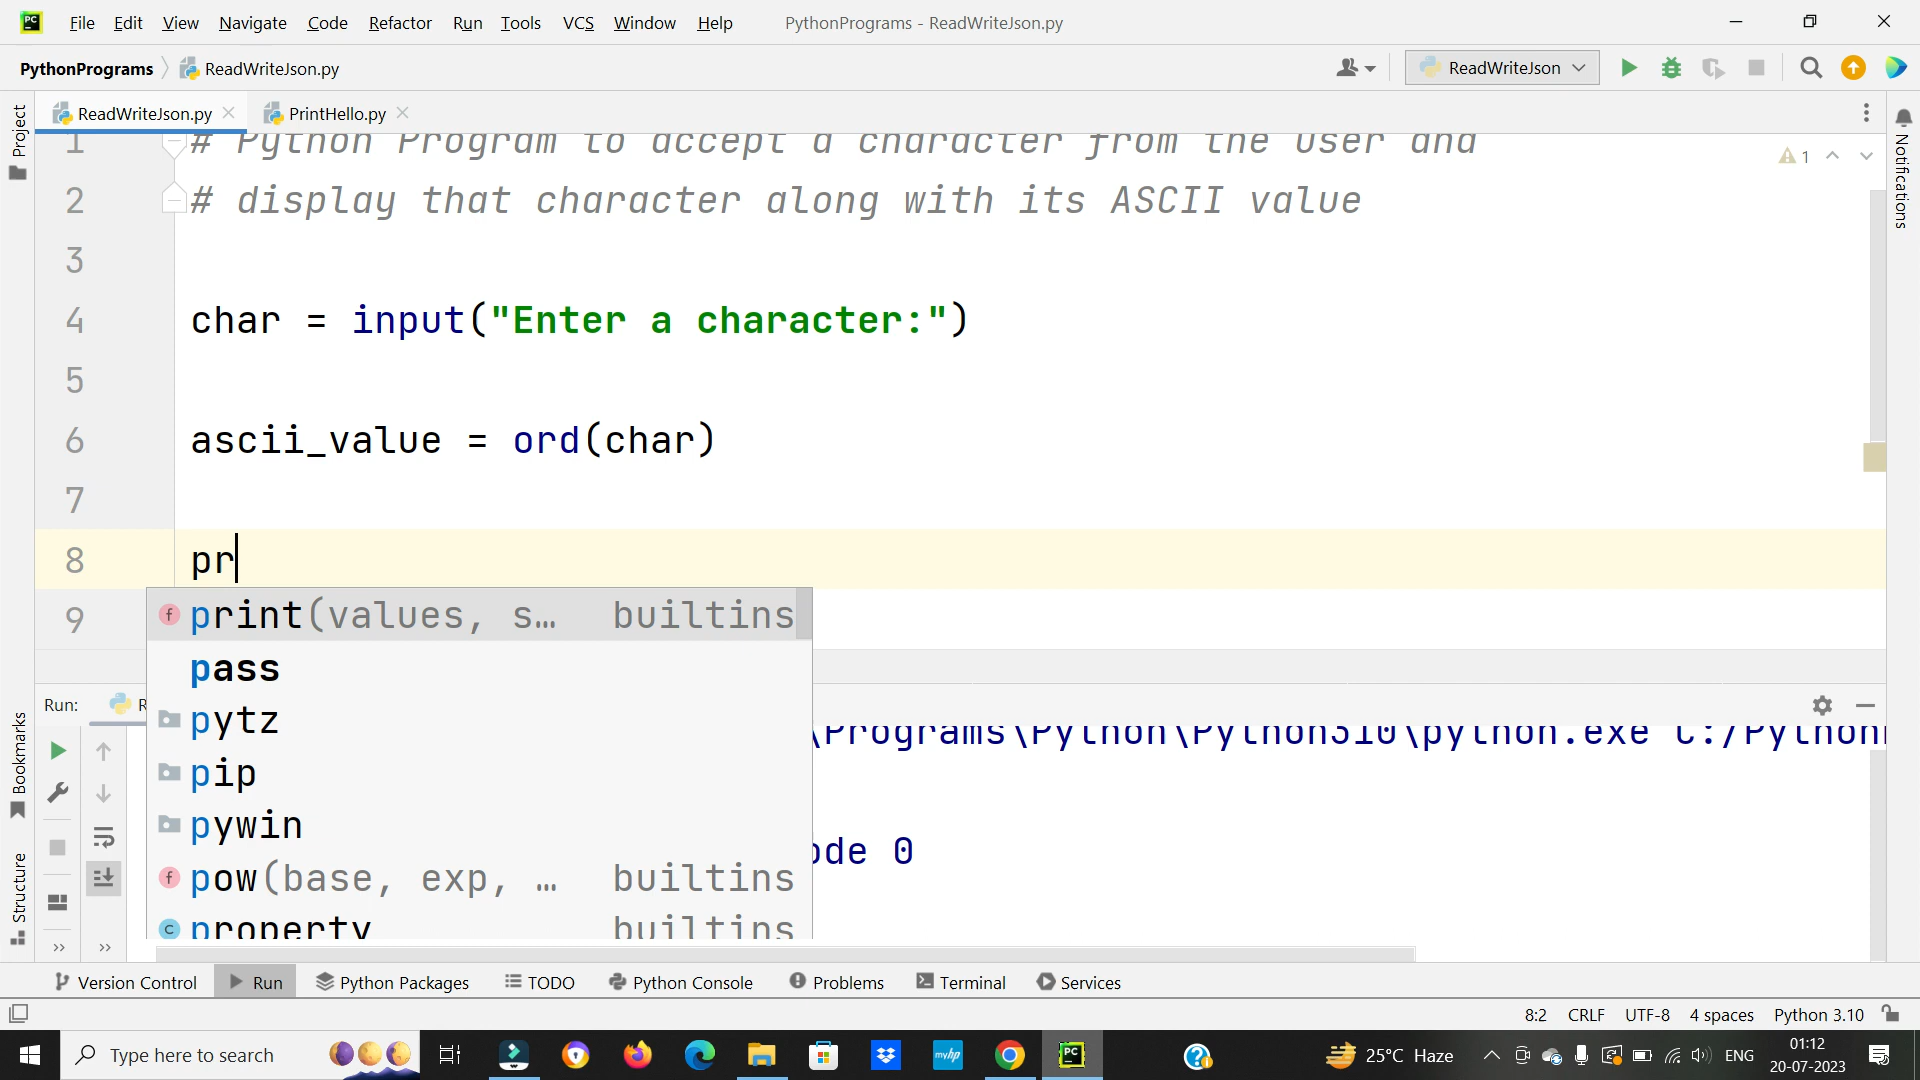 File Edit View Navigate Code Refactor Run Tools VCS Window Help PythonPrograms - ReadWriteJson.py
PythonPrograms ReadWriteJson.py ReadWriteJson
ReadWriteJson.py PrintHello.py
Project
Notifications
1 # Python Program to accept a character from the user and
1
2 # display that character along with its ASCII value
3
4 char = input("Enter a character:")
5
6 ascii_value = ord(char)
7
8 pr
9
print(values, s… builtins
pass
pytz
pip
pywin
pow(base, exp, … builtins
property builtins
Run: R
\Programs\Python\Python310\python.exe C:/Python
ode 0
Bookmarks
Structure
Version Control Run Python Packages TODO Python Console Problems Terminal Services
8:2 CRLF UTF-8 4 spaces Python 3.10
Type here to search
myhp
PC
25°C Haze ENG 01:12
20-07-2023